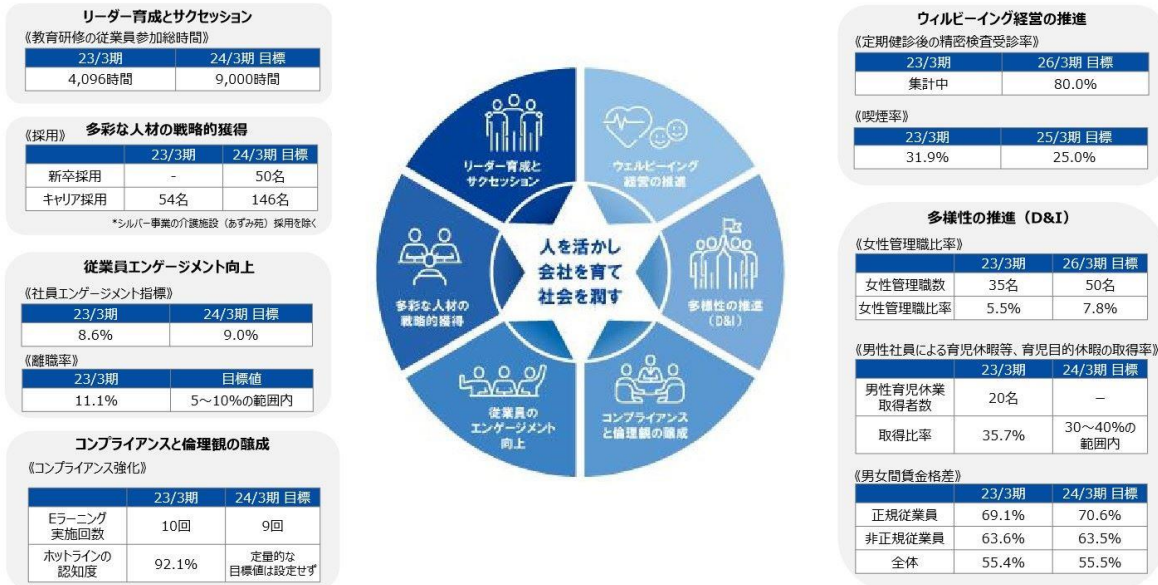 リーダー育成とサクセッション
《教育研修の従業員参加総時間》
23/3期 24/3期 目標
4,096時間 9,000時間
《採用》 多彩な人材の戦略的獲得
23/3期 24/3期 目標
新卒採用 - 50名
キャリア採用 54名 146名
*シルバー事業の介護施設（あずみ苑）採用を除く
従業員エンゲージメント向上
《社員エンゲージメント指標》
23/3期 24/3期 目標
8.6% 9.0%
《離職率》
23/3期 目標値
11.1% 5～10%の範囲内
コンプライアンスと倫理観の醸成
《コンプライアンス強化》
23/3期 24/3期 目標
Eラーニング
実施回数 10回 9回
ホットラインの
認知度 92.1% 定量的な
目標値は設定せず
リーダー育成と
サクセッション
ウェルビーイング
経営の推進
多彩な人材の
戦略的獲得
人を活かし
会社を育て
社会を潤す
多様性の推進
(D&I)
従業員の
エンゲージメント
向上
コンプライアンス
と倫理観の醸成
ウィルビーイング経営の推進
《定期健診後の精密検査受診率》
23/3期 26/3期 目標
集計中 80.0%
《喫煙率》
23/3期 25/3期 目標
31.9% 25.0%
多様性の推進（D&I）
《女性管理職比率》
23/3期 26/3期 目標
女性管理職数 35名 50名
女性管理職比率 5.5% 7.8%
《男性社員による育児休暇等、育児目的休暇の取得率》
23/3期 24/3期 目標
男性育児休業
取得者数 20名 －
取得比率 35.7% 30～40%の
範囲内
《男女間賃金格差》
23/3期 24/3期 目標
正規従業員 69.1% 70.6%
非正規従業員 63.6% 63.5%
全体 55.4% 55.5%